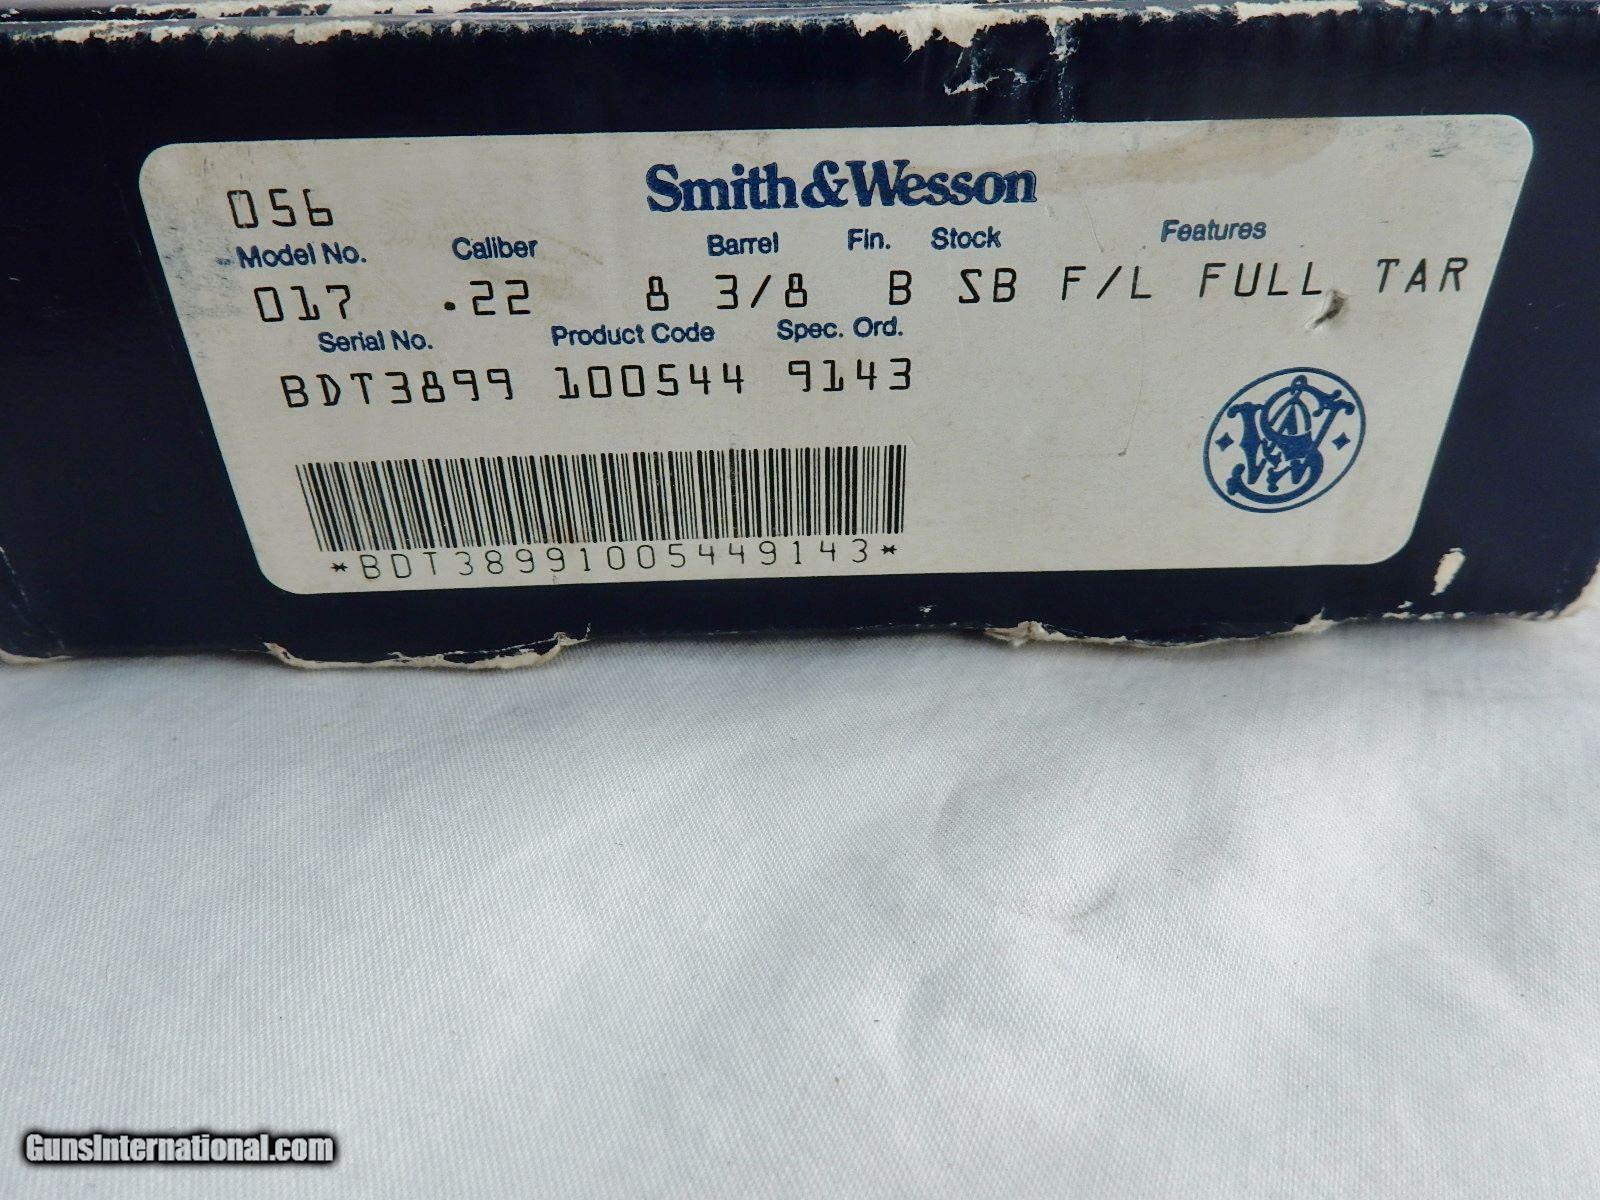 056
Smith&Wesson
Model No. Caliber Barrel Fin. Stock Features
017 .22 8 3/8 B SB F/L FULL TAR
Serial No. Product Code Spec. Ord.
BDT3899 100544 9143
*BDT38991005449143*
GunsInternational.com